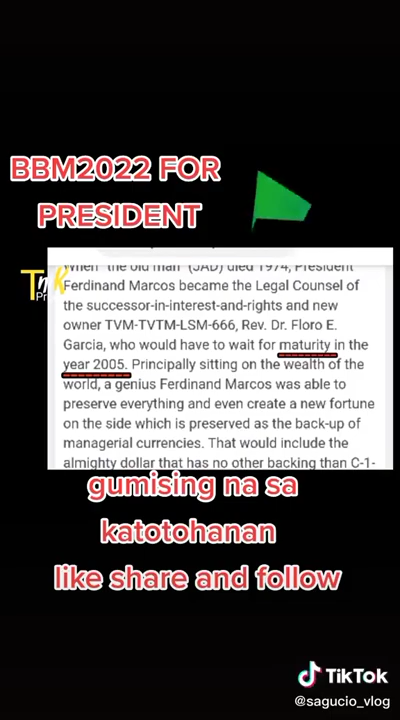 BBM2022 FOR
PRESIDENT
TmK
Pr
When "the old man" (JAD) died 1974, President
Ferdinand Marcos became the Legal Counsel of
the successor-in-interest-and-rights and new
owner TVM-TVTM-LSM-666, Rev. Dr. Floro E.
Garcia, who would have to wait for maturity in the
year 2005. Principally sitting on the wealth of the
world, a genius Ferdinand Marcos was able to
preserve everything and even create a new fortune
on the side which is preserved as the back-up of
managerial currencies. That would include the
almighty dollar that has no other backing than C-1-
gumising na sa
katotohanan
like share and follow
TikTok
@sagucio_vlog